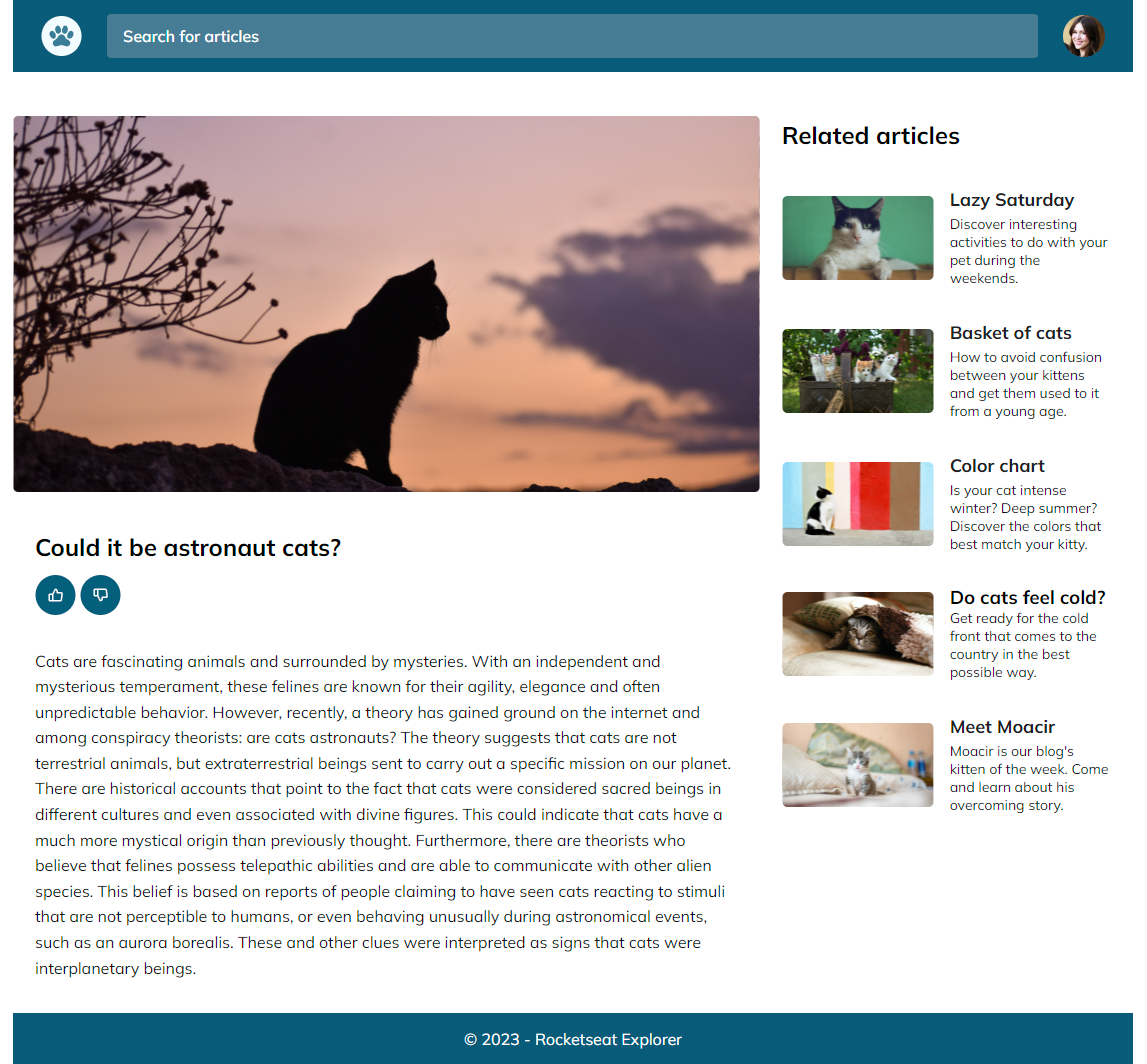 Search for articles
Could it be astronaut cats?
Cats are fascinating animals and surrounded by mysteries. With an independent and
mysterious temperament, these felines are known for their agility, elegance and often
unpredictable behavior. However, recently, a theory has gained ground on the internet and
among conspiracy theorists: are cats astronauts? The theory suggests that cats are not
terrestrial animals, but extraterrestrial beings sent to carry out a specific mission on our planet.
There are historical accounts that point to the fact that cats were considered sacred beings in
different cultures and even associated with divine figures. This could indicate that cats have a
much more mystical origin than previously thought. Furthermore, there are theorists who
believe that felines possess telepathic abilities and are able to communicate with other alien
species. This belief is based on reports of people claiming to have seen cats reacting to stimuli
that are not perceptible to humans, or even behaving unusually during astronomical events,
such as an aurora borealis. These and other clues were interpreted as signs that cats were
interplanetary beings.
Related articles
Lazy Saturday
Discover interesting
activities to do with your
pet during the
weekends.
Basket of cats
How to avoid confusion
between your kittens
and get them used to it
from a young age.
Color chart
Is your cat intense
winter? Deep summer?
Discover the colors that
best match your kitty.
Do cats feel cold?
Get ready for the cold
front that comes to the
country in the best
possible way.
Meet Moacir
Moacir is our blog's
kitten of the week. Come
and learn about his
overcoming story.
© 2023 - Rocketseat Explorer